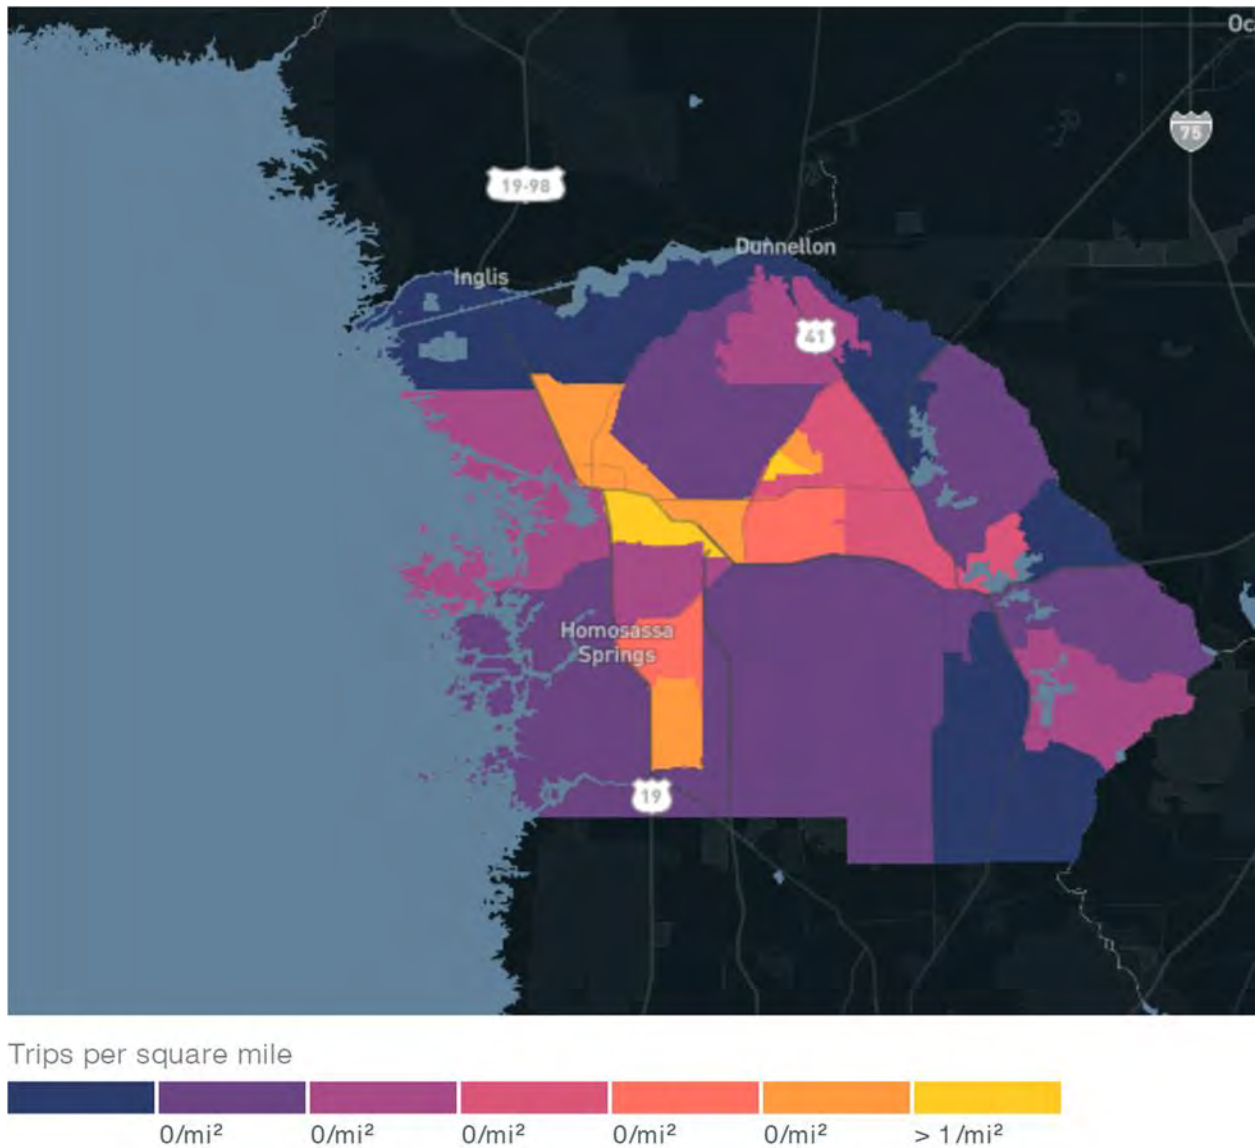 Oc
75
19-98
Dunnellon
Inglis
41
Homosassa
Springs
19
Trips per square mile
0/mi² 0/mi² 0/mi² 0/mi² 0/mi² > 1/mi²